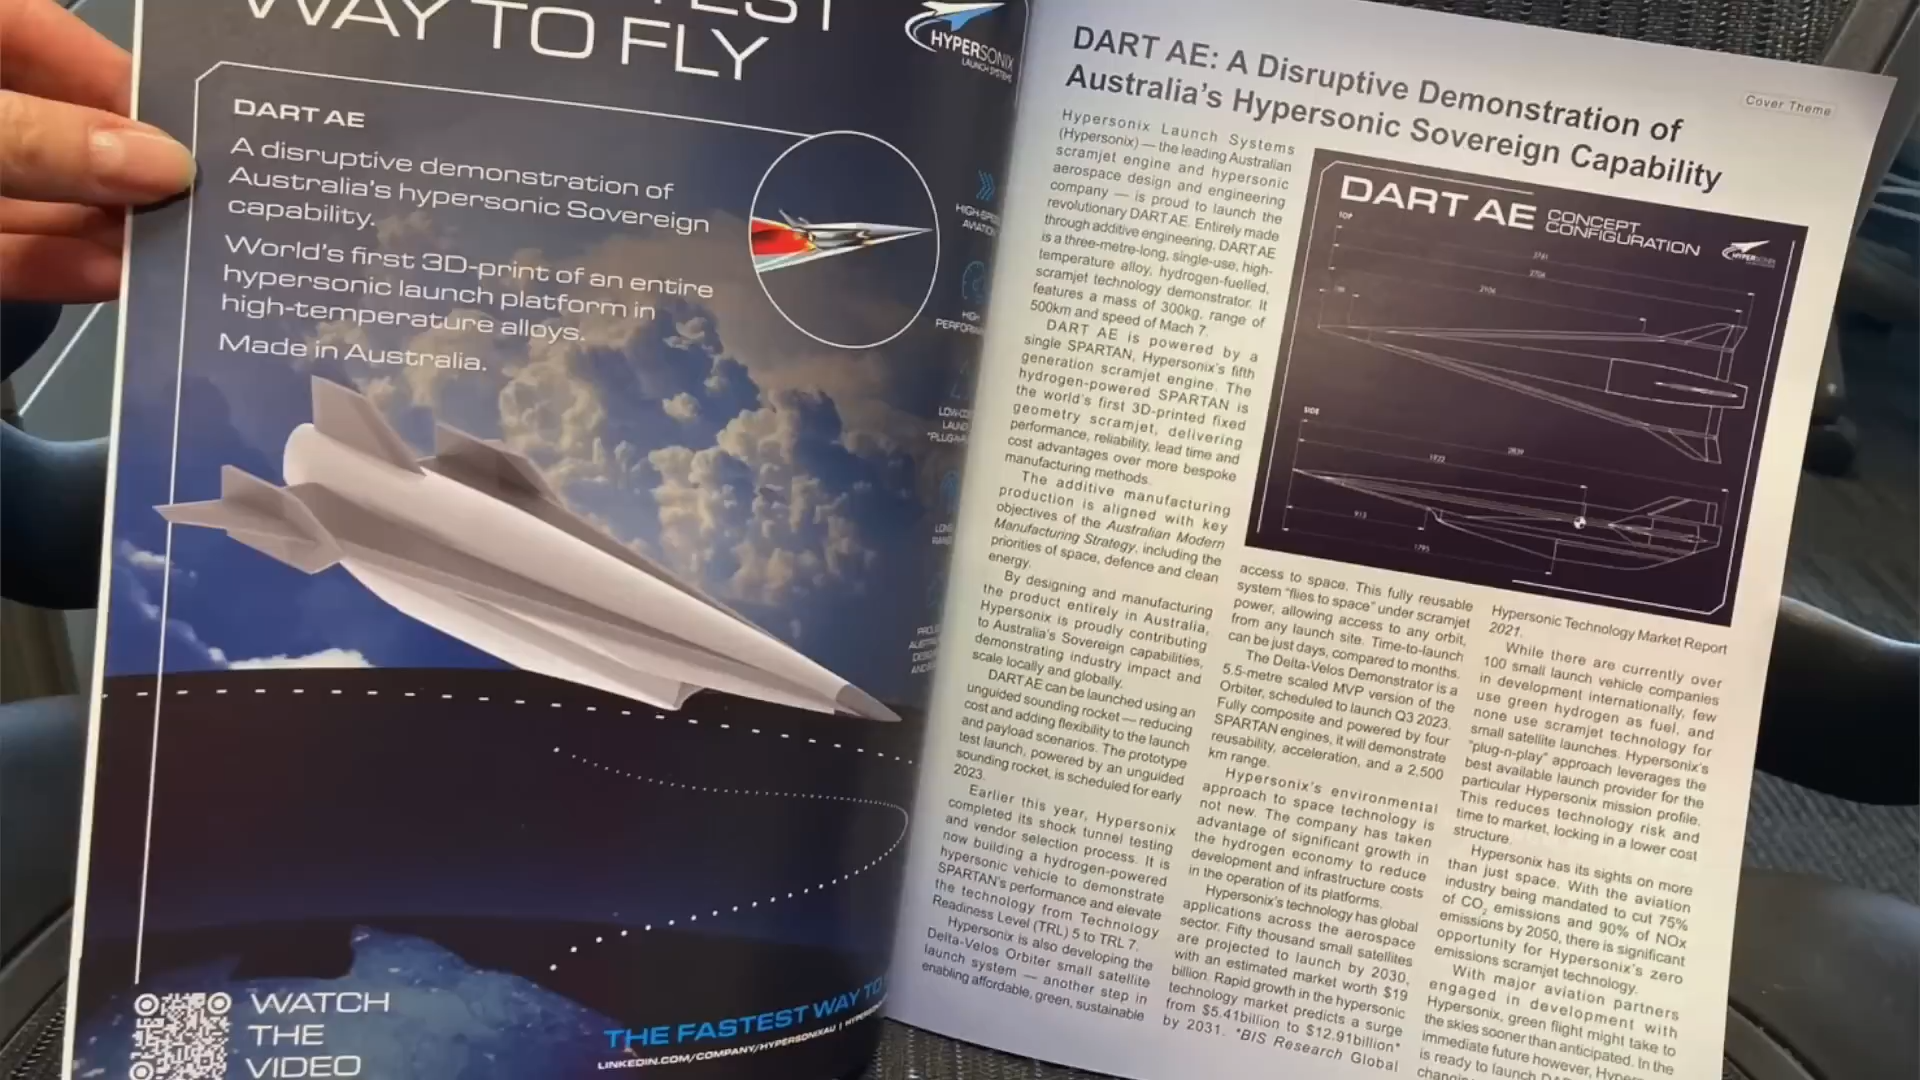 WAY TO FLY
HYPERSONIX
LAUNCH SYSTEMS
DART AE
A disruptive demonstration of
Australia's hypersonic Sovereign
capability.
World's first 3D-print of an entire
hypersonic launch platform in
high-temperature alloys.
Made in Australia.
WATCH
THE
VIDEO
THE FASTEST WAY TO
LINKEDIN.COM/COMPANY/HYPERSONIXAU
Cover Theme
DART AE: A Disruptive Demonstration of
Australia's Hypersonic Sovereign Capability
Hypersonix Launch Systems
(Hypersonix) — the leading Australian
scramjet engine and hypersonic
aerospace design and engineering
company — is proud to launch the
revolutionary DART AE. Entirely made
through additive engineering, DART AE
is a three-metre-long, single-use, high-
temperature alloy, hydrogen-fuelled,
scramjet technology demonstrator. It
features a mass of 300kg, range of
500km and speed of Mach 7.
DART AE is powered by a
single SPARTAN, Hypersonix's fifth
generation scramjet engine. The
hydrogen-powered SPARTAN is
the world's first 3D-printed fixed
geometry scramjet, delivering
performance, reliability, lead time and
cost advantages over more bespoke
manufacturing methods.
The additive manufacturing
production is aligned with key
objectives of the Australian Modern
Manufacturing Strategy, including the
priorities of space, defence and clean
energy.
By designing and manufacturing
the product entirely in Australia,
Hypersonix is proudly contributing
to Australia's Sovereign capabilities,
demonstrating industry impact and
scale locally and globally.
DART AE can be launched using an
unguided sounding rocket — reducing
cost and adding flexibility to the launch
and payload scenarios. The prototype
test launch, powered by an unguided
sounding rocket, is scheduled for early
2023.
Earlier this year, Hypersonix
completed its shock tunnel testing
and vendor selection process. It is
now building a hydrogen-powered
hypersonic vehicle to demonstrate
SPARTAN's performance and elevate
the technology from Technology
Readiness Level (TRL) 5 to TRL 7.
Hypersonix is also developing the
Delta-Velos Orbiter small satellite
launch system — another step in
enabling affordable, green, sustainable
DART AE CONCEPT
CONFIGURATION
HYPERSONIX
TOP
SIDE
access to space. This fully reusable
system "flies to space" under scramjet
power, allowing access to any orbit,
from any launch site. Time-to-launch
can be just days, compared to months.
The Delta-Velos Demonstrator is a
5.5-metre scaled MVP version of the
Orbiter, scheduled to launch Q3 2023.
Fully composite and powered by four
SPARTAN engines, it will demonstrate
reusability, acceleration, and a 2,500
km range.
Hypersonix's environmental
approach to space technology is
not new. The company has taken
advantage of significant growth in
the hydrogen economy to reduce
development and infrastructure costs
in the operation of its platforms.
Hypersonix's technology has global
applications across the aerospace
sector. Fifty thousand small satellites
are projected to launch by 2030,
with an estimated market worth $19
billion. Rapid growth in the hypersonic
technology market predicts a surge
from $5.41billion to $12.91billion*
by 2031. *BIS Research Global
Hypersonic Technology Market Report
2021.
While there are currently over
100 small launch vehicle companies
in development internationally, few
use green hydrogen as fuel, and
none use scramjet technology for
small satellite launches. Hypersonix's
"plug-n-play" approach leverages the
best available launch provider for the
particular Hypersonix mission profile.
This reduces technology risk and
time to market, locking in a lower cost
structure.
Hypersonix has its sights on more
than just space. With the aviation
industry being mandated to cut 75%
of CO₂ emissions and 90% of NOx
emissions by 2050, there is significant
opportunity for Hypersonix's zero
emissions scramjet technology.
With major aviation partners
engaged in development with
Hypersonix, green flight might take to
the skies sooner than anticipated. In the
immediate future however,
is ready to launch